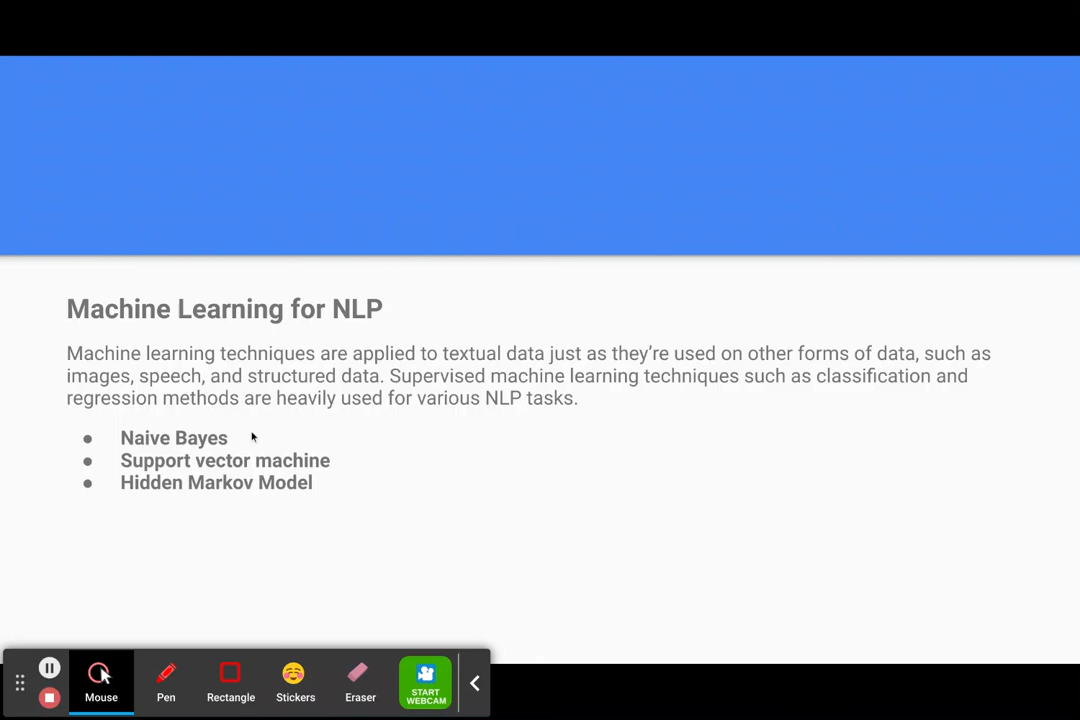 Machine Learning for NLP
Machine learning techniques are applied to textual data just as they’re used on other forms of data, such as
images, speech, and structured data. Supervised machine learning techniques such as classification and
regression methods are heavily used for various NLP tasks.
● Naive Bayes
● Support vector machine
● Hidden Markov Model
Mouse
Pen
Rectangle
Stickers
Eraser
START
WEBCAM